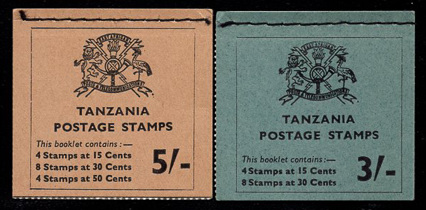 TANZANIA
POSTAGE STAMPS
This booklet contains :—
4 Stamps at 15 Cents
8 Stamps at 30 Cents
4 Stamps at 50 Cents
5/-
TANZANIA
POSTAGE STAMPS
This booklet contains :—
4 Stamps at 15 Cents
8 Stamps at 30 Cents
3/-